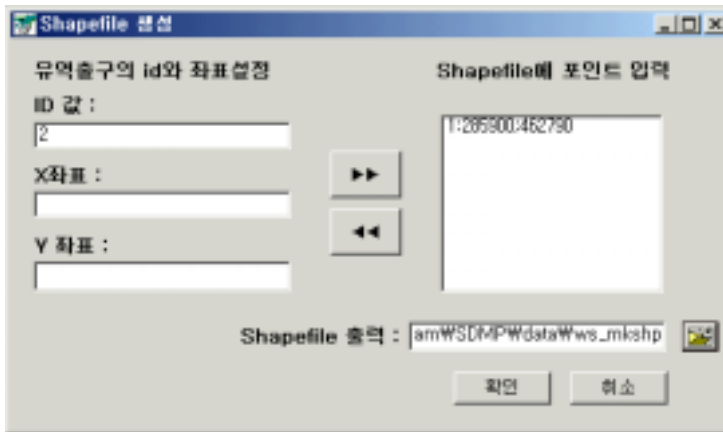 Shapefile 생성
유역출구의 id와 좌표설정
ID 값 :
2
X좌표 :
Y 좌표 :
Shapefile에 포인트 입력
1:285900:462790
Shapefile 출력 : am₩SDMP₩data₩ws_mkshp
확인 취소